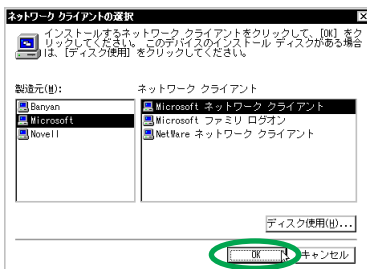 ネットワーク クライアントの選択
インストールするネットワーク クライアントをクリックして、[OK] をク
リックしてください。 このデバイスのインストール ディスクがある場合
は、[ディスク使用] をクリックしてください。
製造元(M):
ネットワーク クライアント
Banyan
Microsoft
Novell
Microsoft ネットワーク クライアント
Microsoft ファミリ ログオン
NetWare ネットワーク クライアント
ディスク使用(H)...
OK
キャンセル